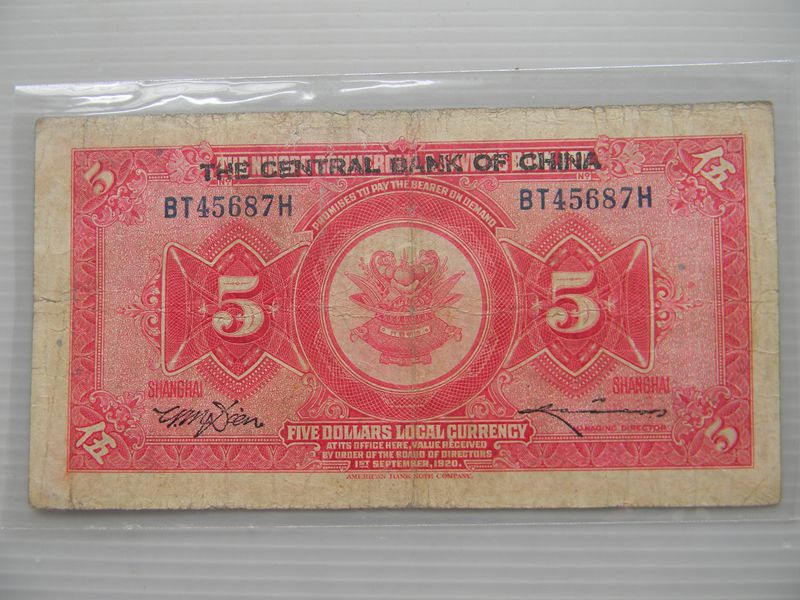 THE CENTRAL BANK OF CHINA
BT45687H
BT45687H
PROMISES TO PAY THE BEARER ON DEMAND
5
伍
5
5
SHANGHAI
SHANGHAI
FIVE DOLLARS LOCAL CURRENCY
MANAGING DIRECTOR
AT ITS OFFICE HERE, VALUE RECEIVED
BY ORDER OF THE BOARD OF DIRECTORS
1ST SEPTEMBER, 1920.
伍
5
AMERICAN BANK NOTE COMPANY.